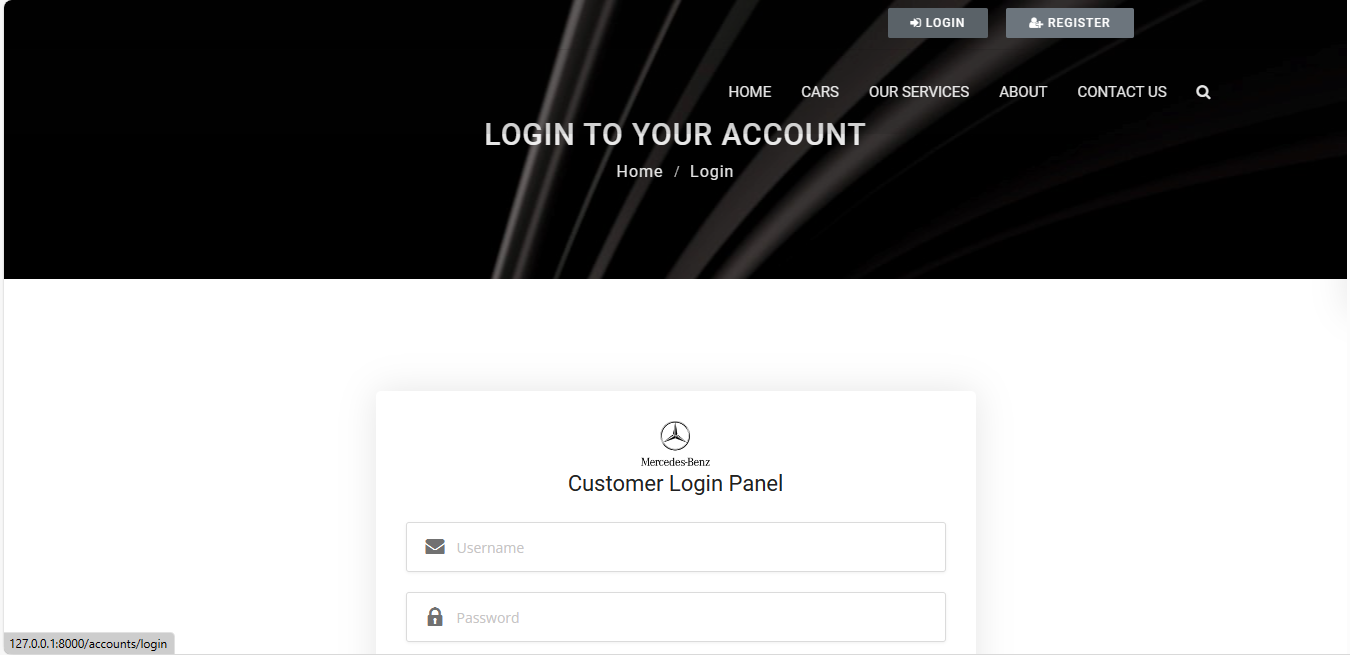 LOGIN REGISTER
HOME CARS OUR SERVICES ABOUT CONTACT US
LOGIN TO YOUR ACCOUNT
Home / Login
Mercedes-Benz
Customer Login Panel
Username
Password
127.0.0.1:8000/accounts/login